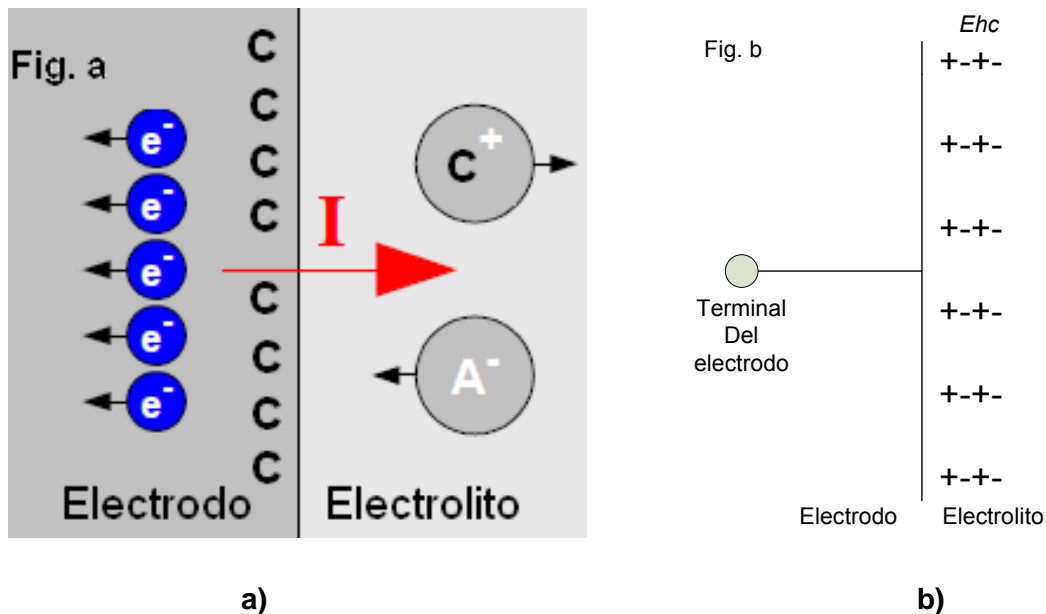 Fig. a
C
C
C
C
C
C
C
C
e-
e-
e-
e-
e-
I
C+
A-
Electrodo
Electrolito
a)
Fig. b
Ehc
+-+-
+-+-
+-+-
+-+-
+-+-
+-+-
Terminal
Del
electrodo
Electrodo
Electrolito
b)